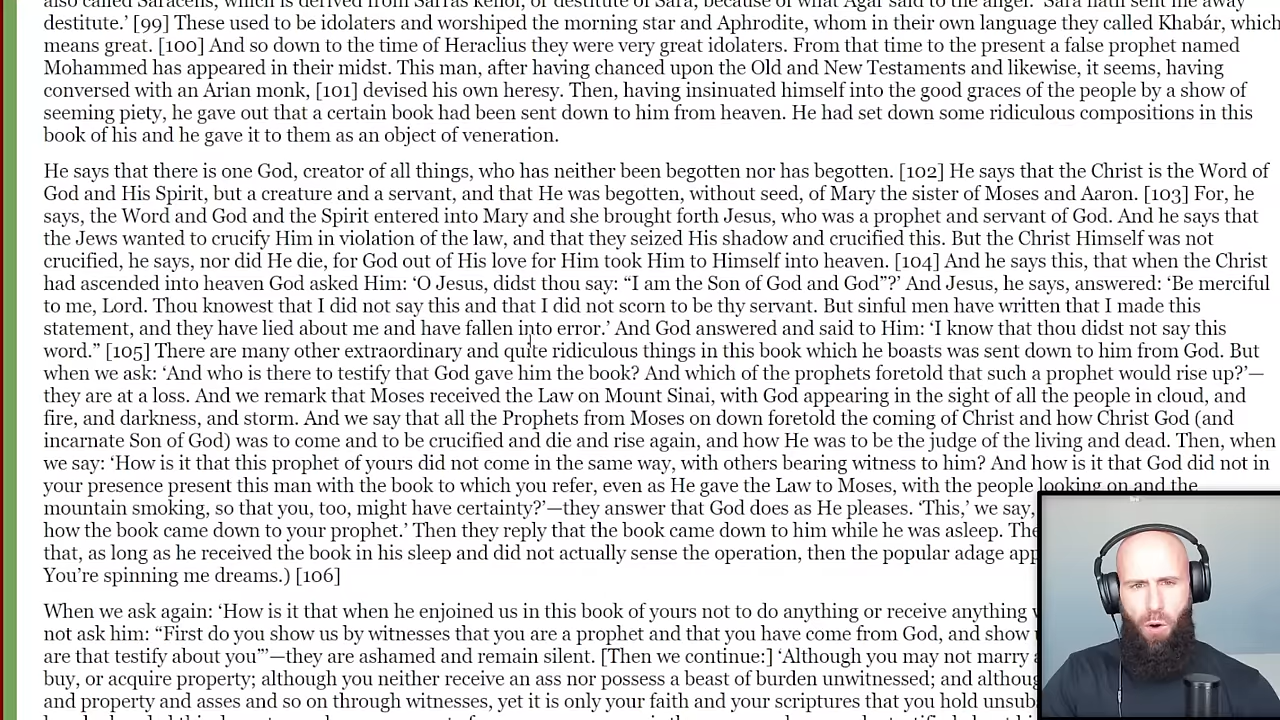 also called Saracens, which is derived from Sarras kenoi, or destitute of Sara, because of what Agar said to the angel: 'Sara hath sent me away
destitute.' [99] These used to be idolaters and worshiped the morning star and Aphrodite, whom in their own language they called Khabár, which
means great. [100] And so down to the time of Heraclius they were very great idolaters. From that time to the present a false prophet named
Mohammed has appeared in their midst. This man, after having chanced upon the Old and New Testaments and likewise, it seems, having
conversed with an Arian monk, [101] devised his own heresy. Then, having insinuated himself into the good graces of the people by a show of
seeming piety, he gave out that a certain book had been sent down to him from heaven. He had set down some ridiculous compositions in this
book of his and he gave it to them as an object of veneration.
He says that there is one God, creator of all things, who has neither been begotten nor has begotten. [102] He says that the Christ is the Word of
God and His Spirit, but a creature and a servant, and that He was begotten, without seed, of Mary the sister of Moses and Aaron. [103] For, he
says, the Word and God and the Spirit entered into Mary and she brought forth Jesus, who was a prophet and servant of God. And he says that
the Jews wanted to crucify Him in violation of the law, and that they seized His shadow and crucified this. But the Christ Himself was not
crucified, he says, nor did He die, for God out of His love for Him took Him to Himself into heaven. [104] And he says this, that when the Christ
had ascended into heaven God asked Him: ‘O Jesus, didst thou say: “I am the Son of God and God”?’ And Jesus, he says, answered: ‘Be merciful
to me, Lord. Thou knowest that I did not say this and that I did not scorn to be thy servant. But sinful men have written that I made this
statement, and they have lied about me and have fallen into error.’ And God answered and said to Him: ‘I know that thou didst not say this
word.” [105] There are many other extraordinary and quite ridiculous things in this book which he boasts was sent down to him from God. But
when we ask: ‘And who is there to testify that God gave him the book? And which of the prophets foretold that such a prophet would rise up?’—
they are at a loss. And we remark that Moses received the Law on Mount Sinai, with God appearing in the sight of all the people in cloud, and
fire, and darkness, and storm. And we say that all the Prophets from Moses on down foretold the coming of Christ and how Christ God (and
incarnate Son of God) was to come and to be crucified and die and rise again, and how He was to be the judge of the living and dead. Then, when
we say: ‘How is it that this prophet of yours did not come in the same way, with others bearing witness to him? And how is it that God did not in
your presence present this man with the book to which you refer, even as He gave the Law to Moses, with the people looking on and the
mountain smoking, so that you, too, might have certainty?’—they answer that God does as He pleases. ‘This,’ we say,
how the book came down to your prophet.’ Then they reply that the book came down to him while he was asleep.
that, as long as he received the book in his sleep and did not actually sense the operation, then the popular adage
You’re spinning me dreams.) [106]
When we ask again: ‘How is it that when he enjoined us in this book of yours not to do anything or receive anything
not ask him: “First do you show us by witnesses that you are a prophet and that you have come from God, and show
are that testify about you”’—they are ashamed and remain silent. [Then we continue:] ‘Although you may not marry
buy, or acquire property; although you neither receive an ass nor possess a beast of burden unwitnessed; and
and property and asses and so on through witnesses, yet it is only your faith and your scriptures that you hold